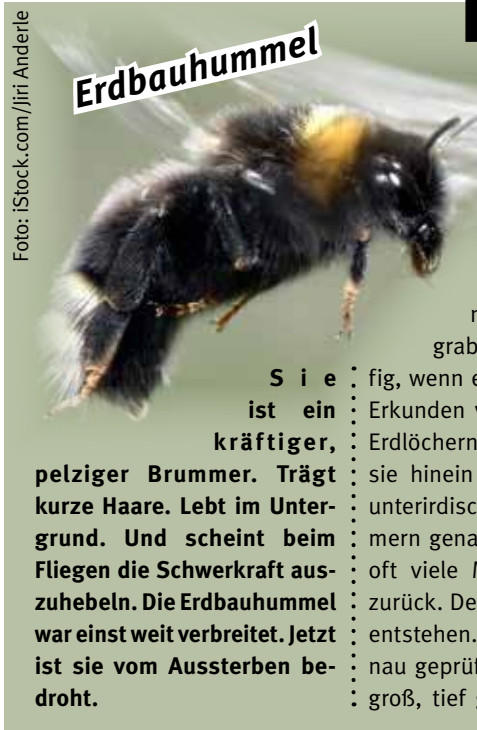 Foto: iStock.com/Jiri Anderle
Erdbauhummel
Sie
ist ein
kräftiger,
pelziger Brummer. Trägt
kurze Haare. Lebt im Unter-
grund. Und scheint beim
Fliegen die Schwerkraft aus-
zuhebeln. Die Erdbauhummel
war einst weit verbreitet. Jetzt
ist sie vom Aussterben be-
droht.
grab
fig, wenn e
Erkunden v
Erdlöchern
sie hinein
unterirdisc
mern gena
oft viele M
zurück. De
entstehen.
nau geprüf
groß, tief g